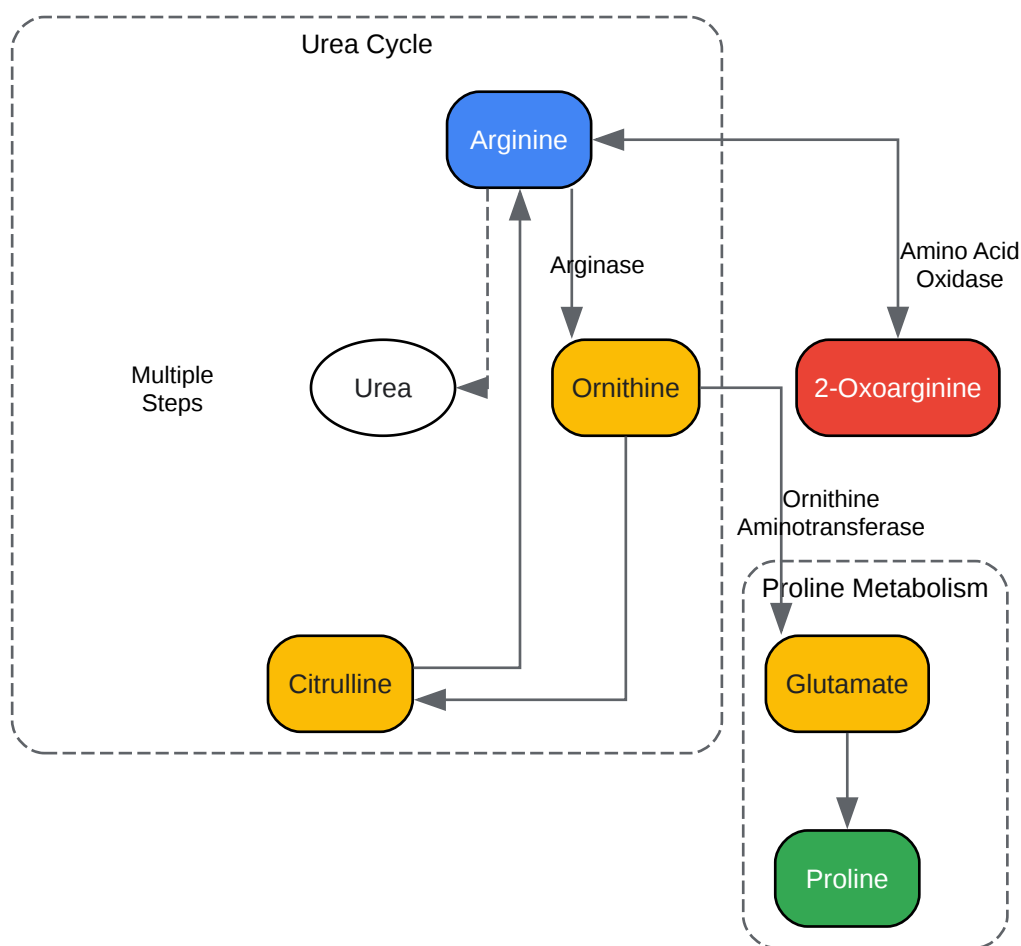 Urea Cycle
Arginine
Arginase
Amino Acid
Oxidase
Multiple
Steps
Urea
Ornithine
2-Oxoarginine
Ornithine
Aminotransferase
Proline Metabolism
Citrulline
Glutamate
Proline